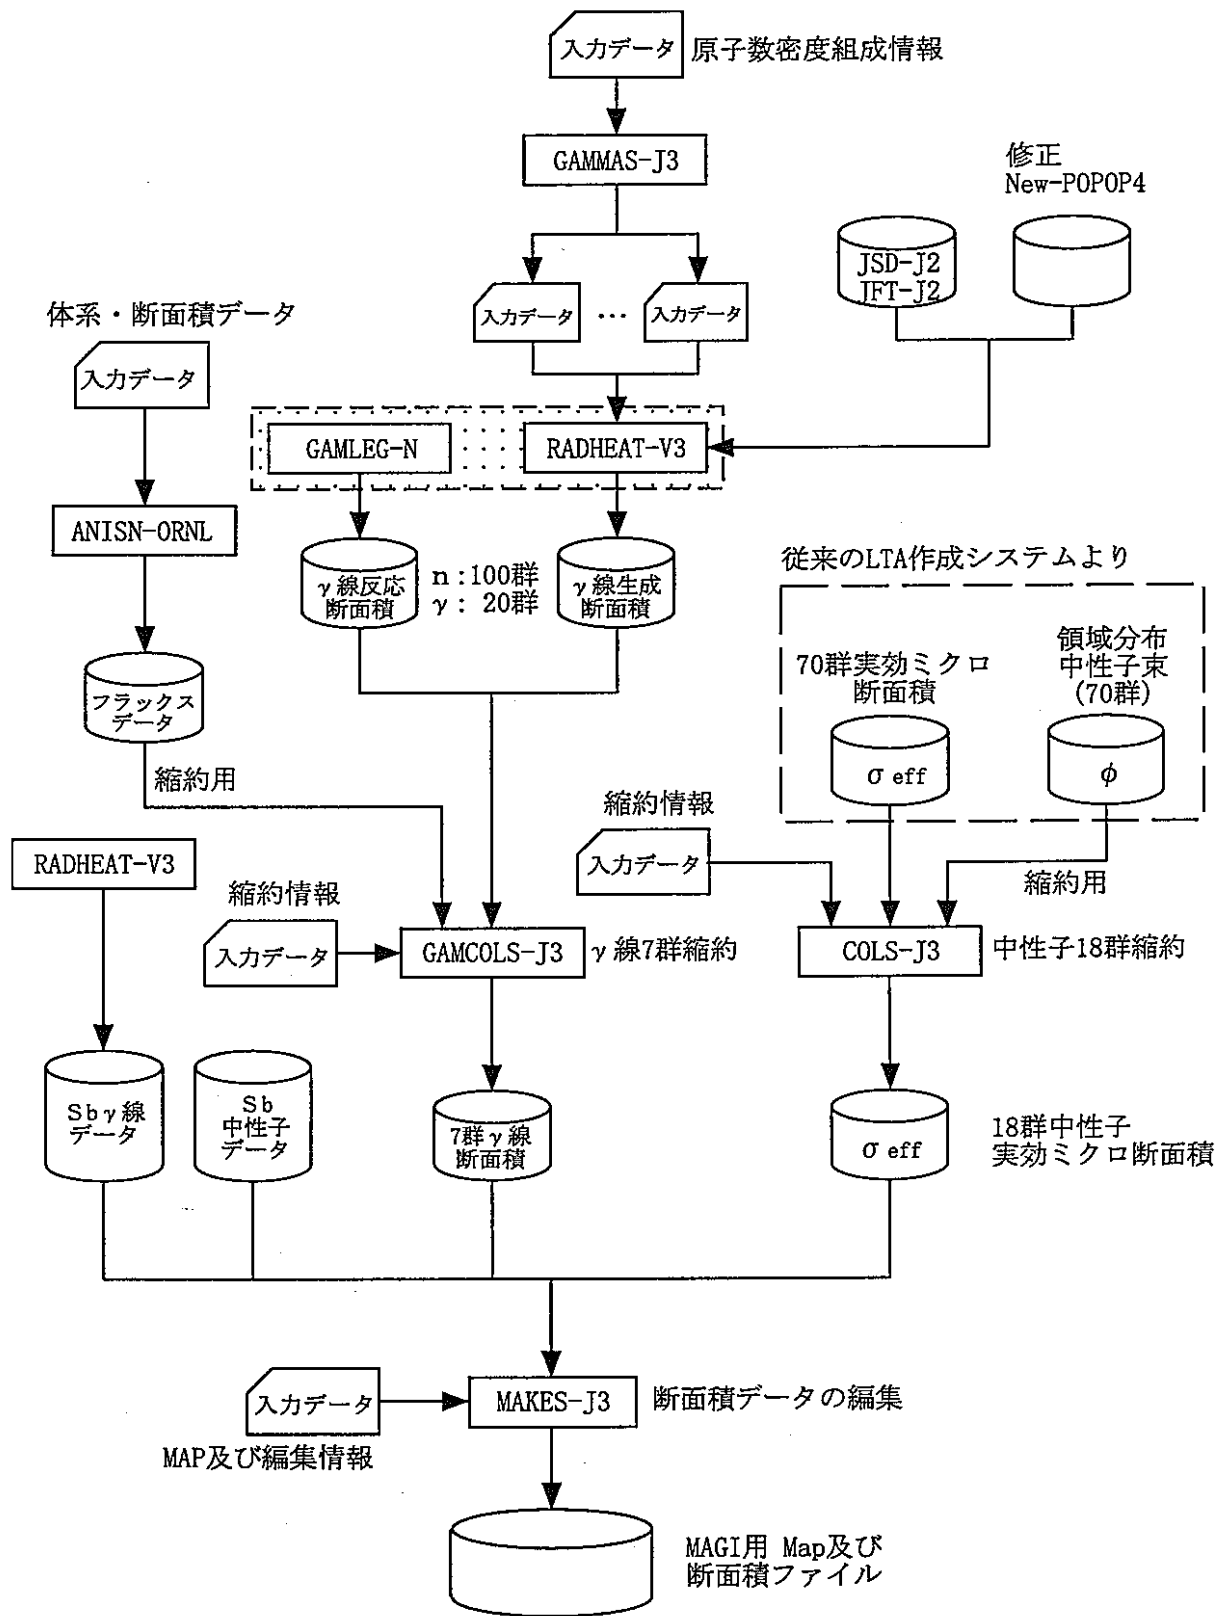 入力データ 原子数密度組成情報
GAMMAS-J3
修正
New-POPOP4
JSD-J2
JFT-J2
入力データ … 入力データ
体系・断面積データ
入力データ
GAMLEG-N
RADHEAT-V3
ANISN-ORNL
γ線反応
断面積
n:100群
γ: 20群
γ線生成
断面積
従来のLTA作成システムより
70群実効ミクロ
断面積
領域分布
中性子束
(70群)
σ eff
φ
フラックス
データ
縮約用
縮約情報
入力データ
縮約用
RADHEAT-V3
縮約情報
入力データ
GAMCOLS-J3 γ線7群縮約
COLS-J3 中性子18群縮約
Sbγ線
データ
Sb
中性子
データ
7群γ線
断面積
σ eff
18群中性子
実効ミクロ断面積
入力データ
MAP及び編集情報
MAKES-J3 断面積データの編集
MAGI用 Map及び
断面積ファイル